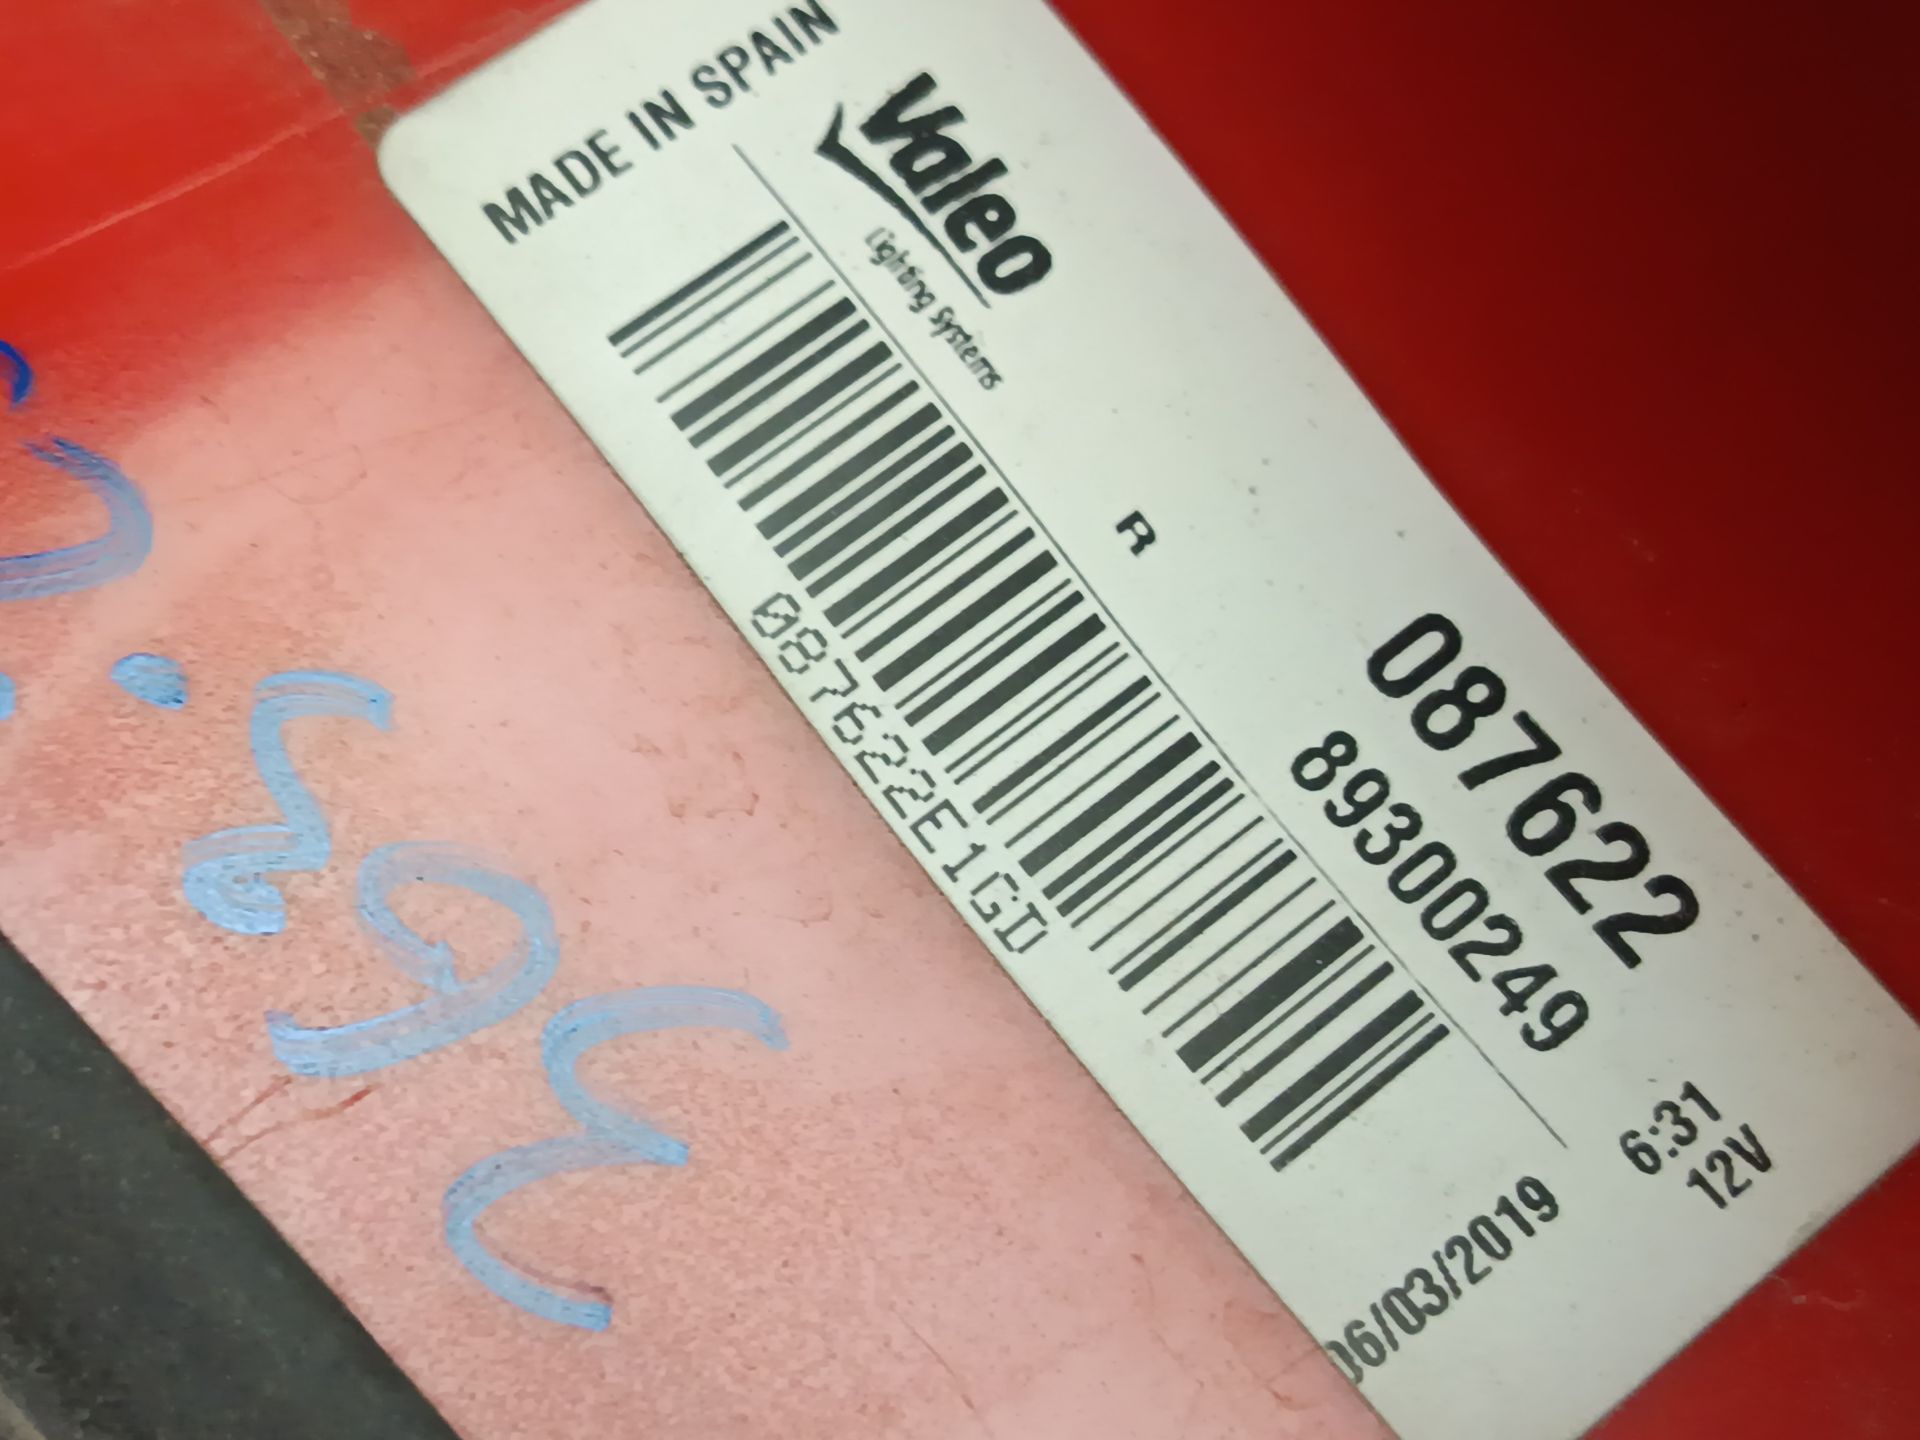 MADE IN SPAIN
Valeo
Lighting Systems
R
087622
89300249
087622E1GD
6:31
12V
06/03/2019